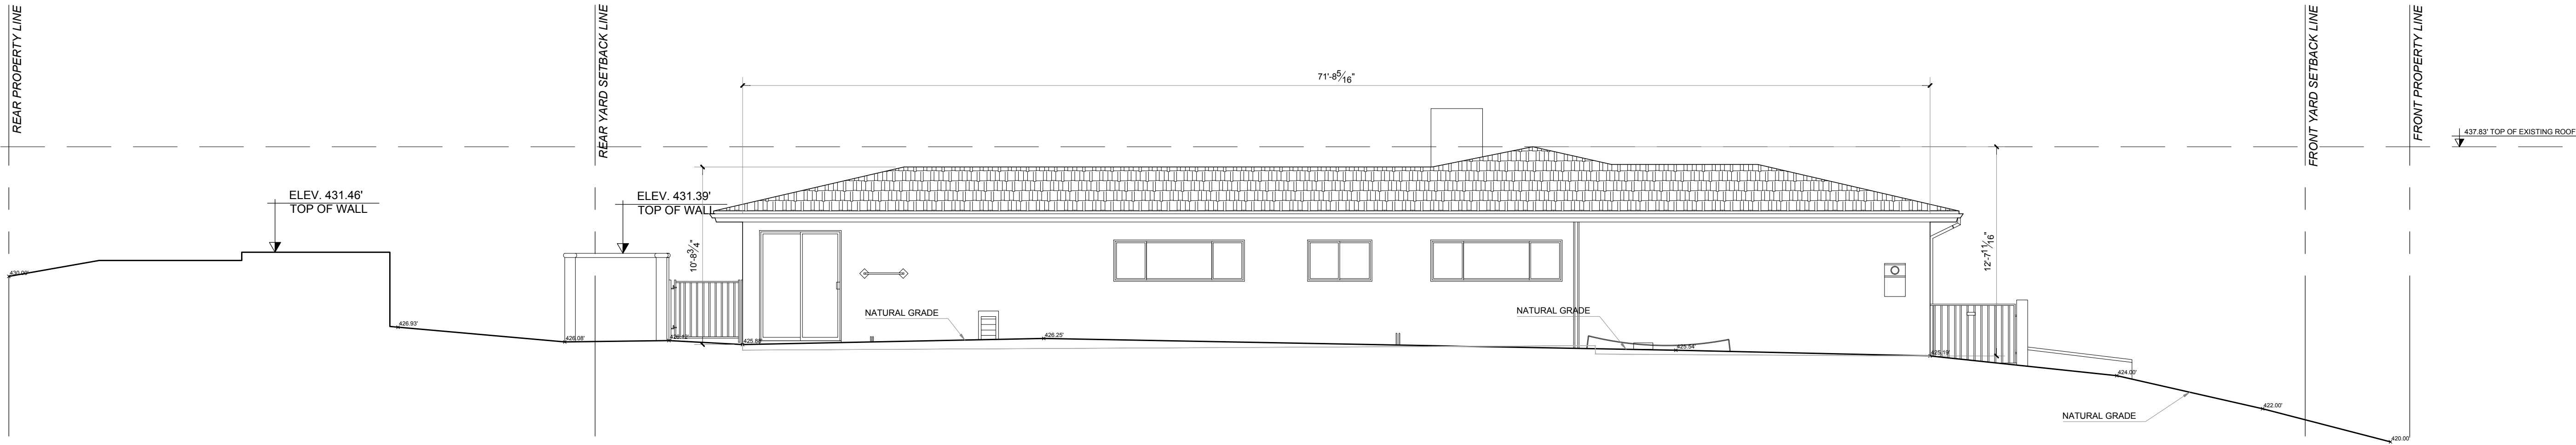 REAR PROPERTY LINE
REAR YARD SETBACK LINE
FRONT YARD SETBACK LINE
FRONT PROPERTY LINE
71'-8 5/16"
437.83' TOP OF EXISTING ROOF
ELEV. 431.46'
TOP OF WALL
ELEV. 431.39'
TOP OF WALL
10'-8 3/4"
12'-7 11/16"
430.00'
426.93'
426.08'
NATURAL GRADE
426.25'
NATURAL GRADE
425.54'
425.19'
424.00'
NATURAL GRADE
422.00'
420.00'